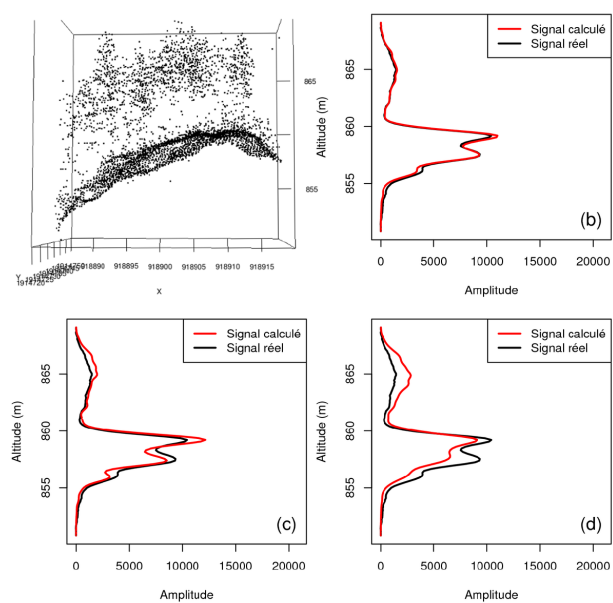 865
855
Y
1914720
918890
918895
918900
918905
918910
918915
X
Signal calculé
Signal réel
Altitude (m)
865
860
855
(b)
0
5000
10000
15000
20000
Amplitude
Signal calculé
Signal réel
Altitude (m)
865
860
855
(c)
0
5000
10000
15000
20000
Amplitude
Signal calculé
Signal réel
Altitude (m)
865
860
855
(d)
0
5000
10000
15000
20000
Amplitude